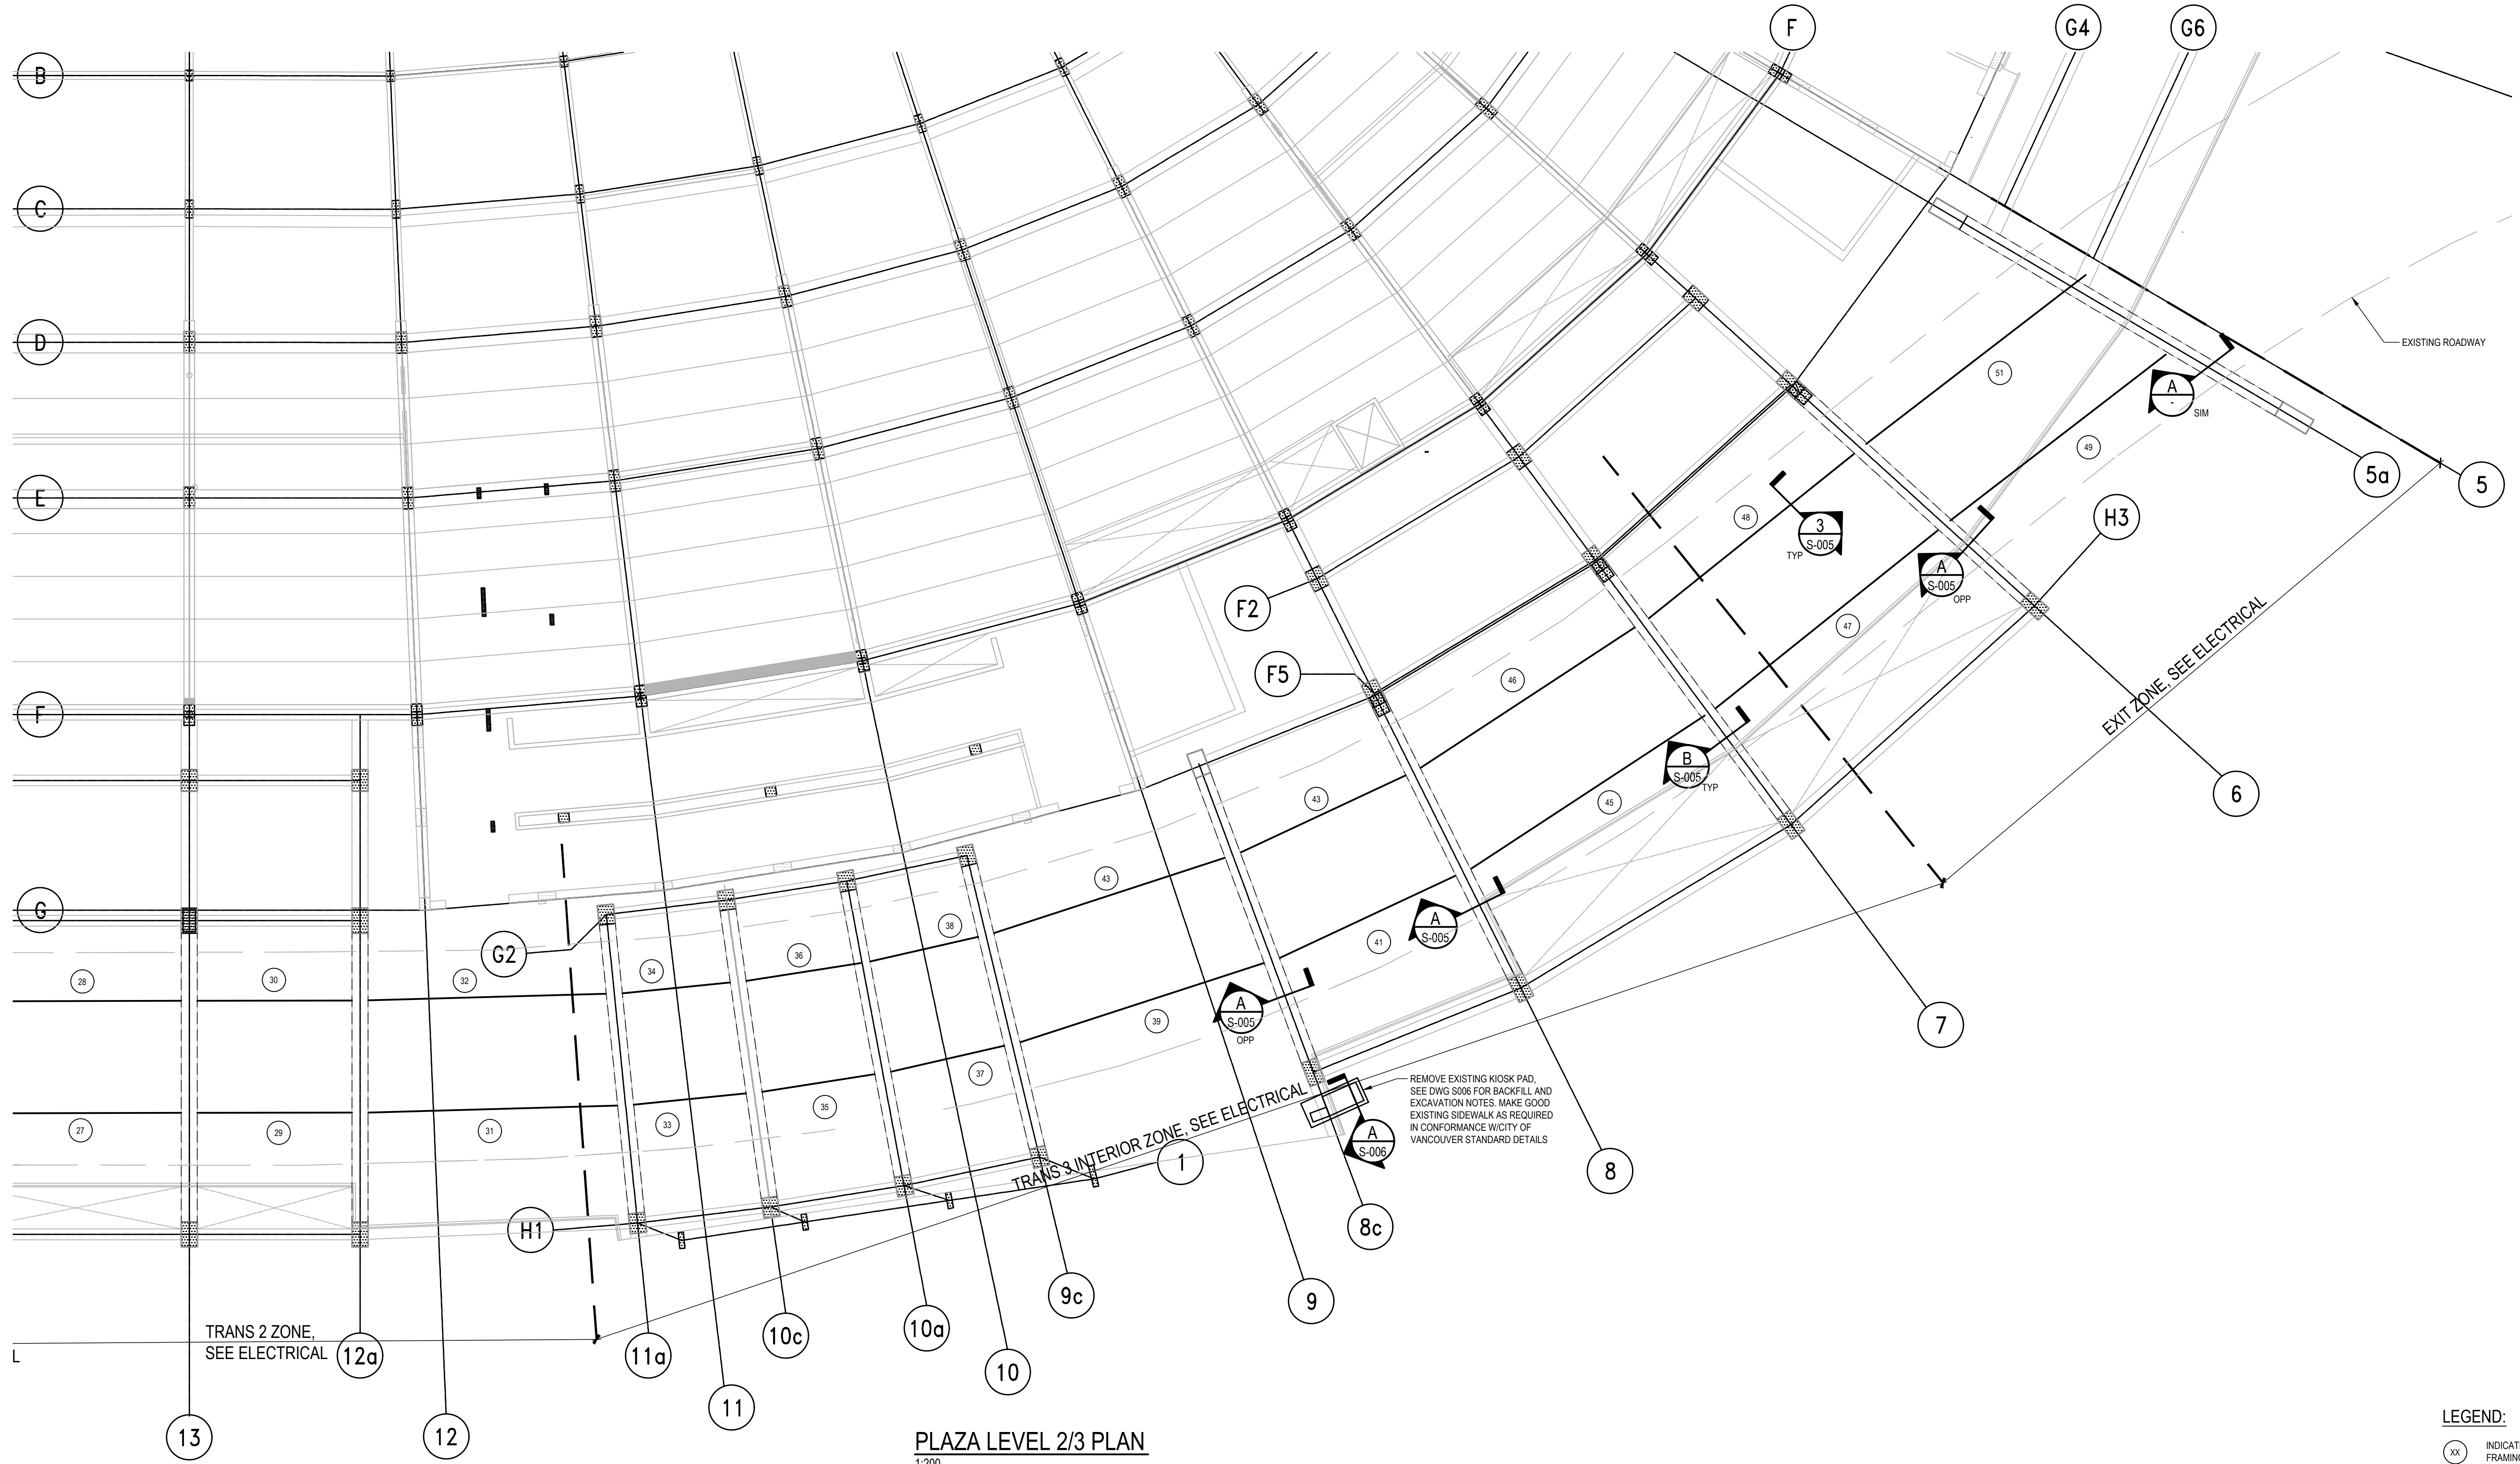 F
G4
G6
B
C
D
E
F
G
EXISTING ROADWAY
51
A
-
SIM
49
5a
5
48
3
S-005
TYP
H3
A
S-005
OPP
47
F2
F5
46
B
S-005
TYP
EXIT ZONE, SEE ELECTRICAL
6
43
45
43
A
S-005
41
38
G2
36
34
28
30
32
A
S-005
OPP
39
7
37
REMOVE EXISTING KIOSK PAD,
SEE DWG S006 FOR BACKFILL AND
EXCAVATION NOTES. MAKE GOOD
EXISTING SIDEWALK AS REQUIRED
IN CONFORMANCE W/CITY OF
VANCOUVER STANDARD DETAILS
35
33
27
29
31
TRANS 3 INTERIOR ZONE, SEE ELECTRICAL
A
S-006
1
8
H1
8c
9c
9
TRANS 2 ZONE,
SEE ELECTRICAL
L
12a
11a
10c
10a
10
11
13
12
PLAZA LEVEL 2/3 PLAN
1:200
LEGEND:
XX